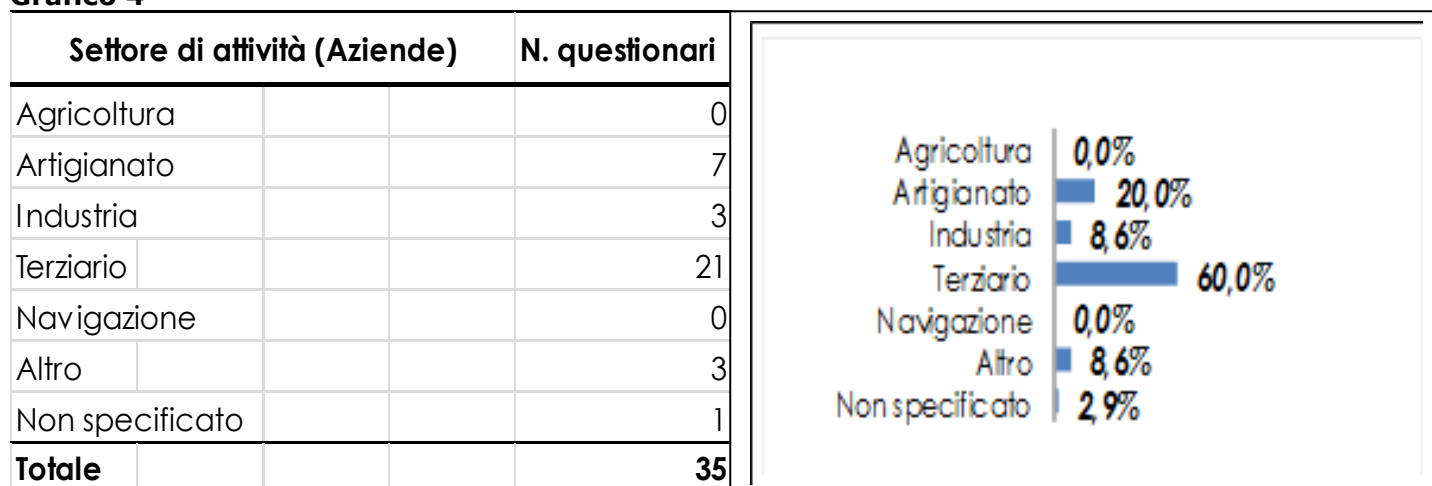 Grafico 4
Settore di attività (Aziende) N. questionari
Agricoltura 0
Artigianato 7
Industria 3
Terziario 21
Navigazione 0
Altro 3
Non specificato 1
Totale 35
Agricoltura 0,0%
Artigianato 20,0%
Industria 8,6%
Terziario 60,0%
Navigazione 0,0%
Altro 8,6%
Non specificato 2,9%